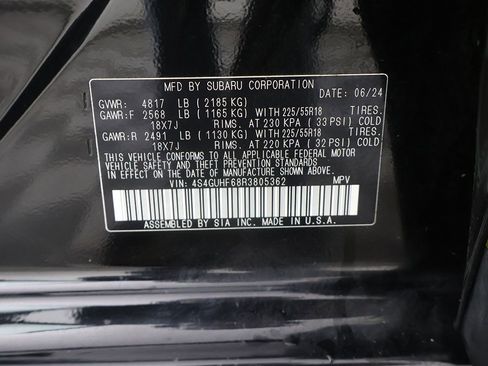 MFD BY SUBARU CORPORATION
DATE: 06/24
GVWR: 4817 LB ( 2185 KG)
GAWR:F 2568 LB ( 1165 KG) WITH 225/55R18 TIRES.
18X7J RIMS. AT 230 KPA ( 33 PSI) COLD
GAWR:R 2491 LB ( 1130 KG) WITH 225/55R18 TIRES.
18X7J RIMS. AT 220 KPA ( 32 PSI) COLD
THIS VEHICLE CONFORMS TO ALL APPLICABLE FEDERAL MOTOR
VEHICLE SAFETY, BUMPER, AND THEFT PREVENTION STANDARDS
IN EFFECT ON THE DATE OF MANUFACTURE SHOWN ABOVE.
VIN: 4S4GUHF68R3805362 MPV
ASSEMBLED BY SIA INC. MADE IN U.S.A.